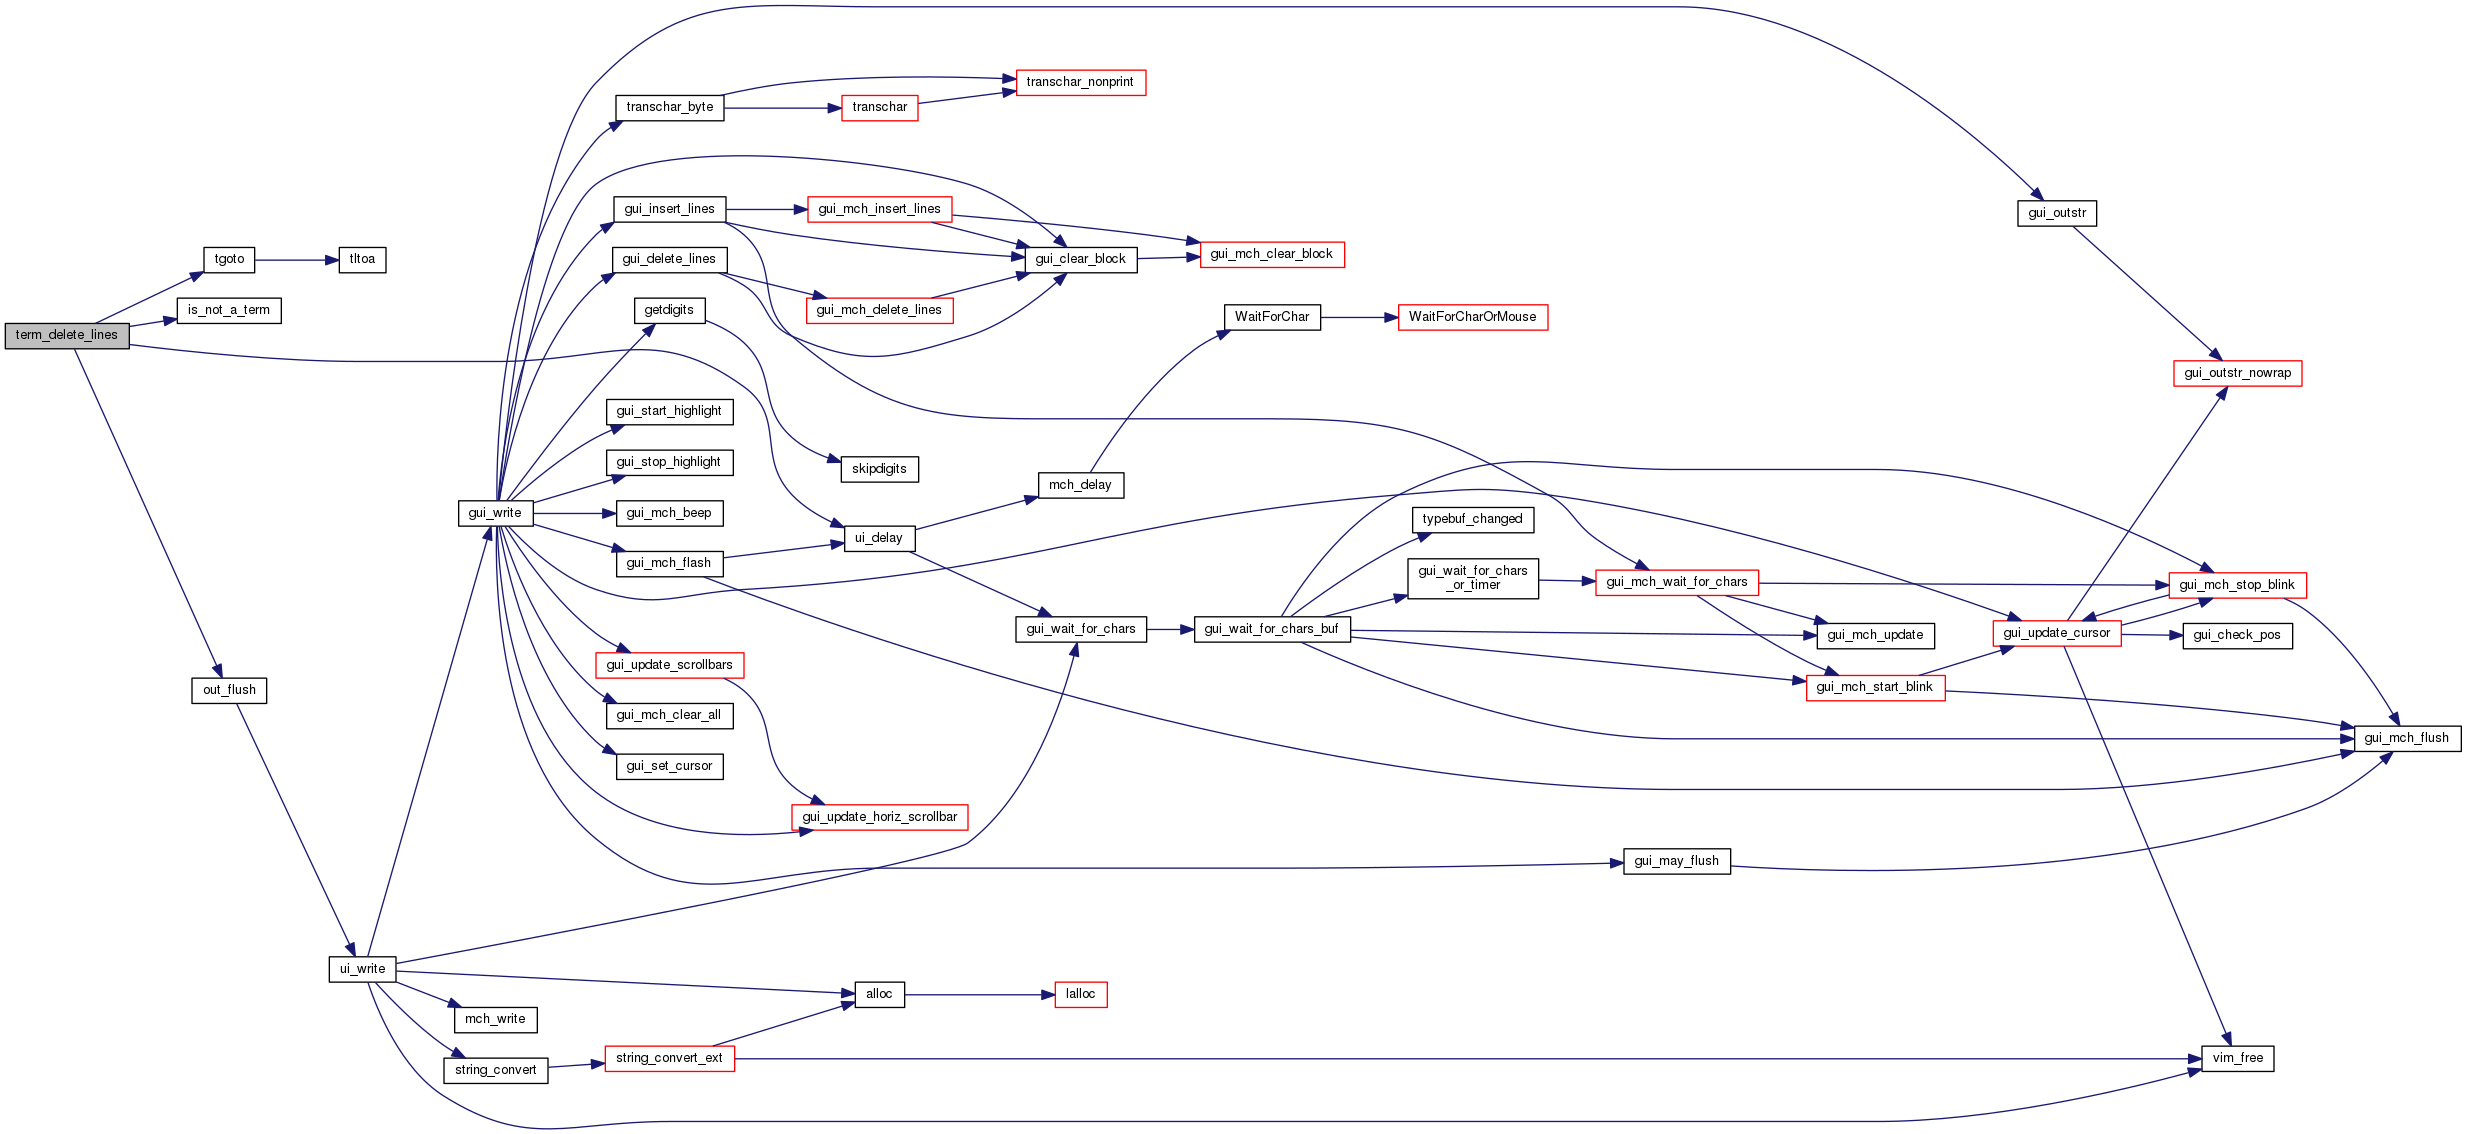 term_delete_lines
tgoto
tltoa
is_not_a_term
out_flush
ui_write
gui_write
mch_write
string_convert
transchar_byte
transchar
transchar_nonprint
gui_insert_lines
gui_mch_insert_lines
gui_delete_lines
gui_mch_delete_lines
gui_clear_block
gui_mch_clear_block
getdigits
skipdigits
gui_start_highlight
gui_stop_highlight
gui_mch_beep
gui_mch_flash
ui_delay
mch_delay
WaitForChar
WaitForCharOrMouse
gui_update_scrollbars
gui_mch_clear_all
gui_set_cursor
gui_update_horiz_scrollbar
gui_wait_for_chars
gui_wait_for_chars_buf
typebuf_changed
gui_wait_for_chars
_or_timer
gui_mch_wait_for_chars
gui_mch_update
gui_mch_start_blink
gui_may_flush
gui_outstr
gui_outstr_nowrap
gui_mch_stop_blink
gui_update_cursor
gui_check_pos
gui_mch_flush
alloc
lalloc
string_convert_ext
vim_free